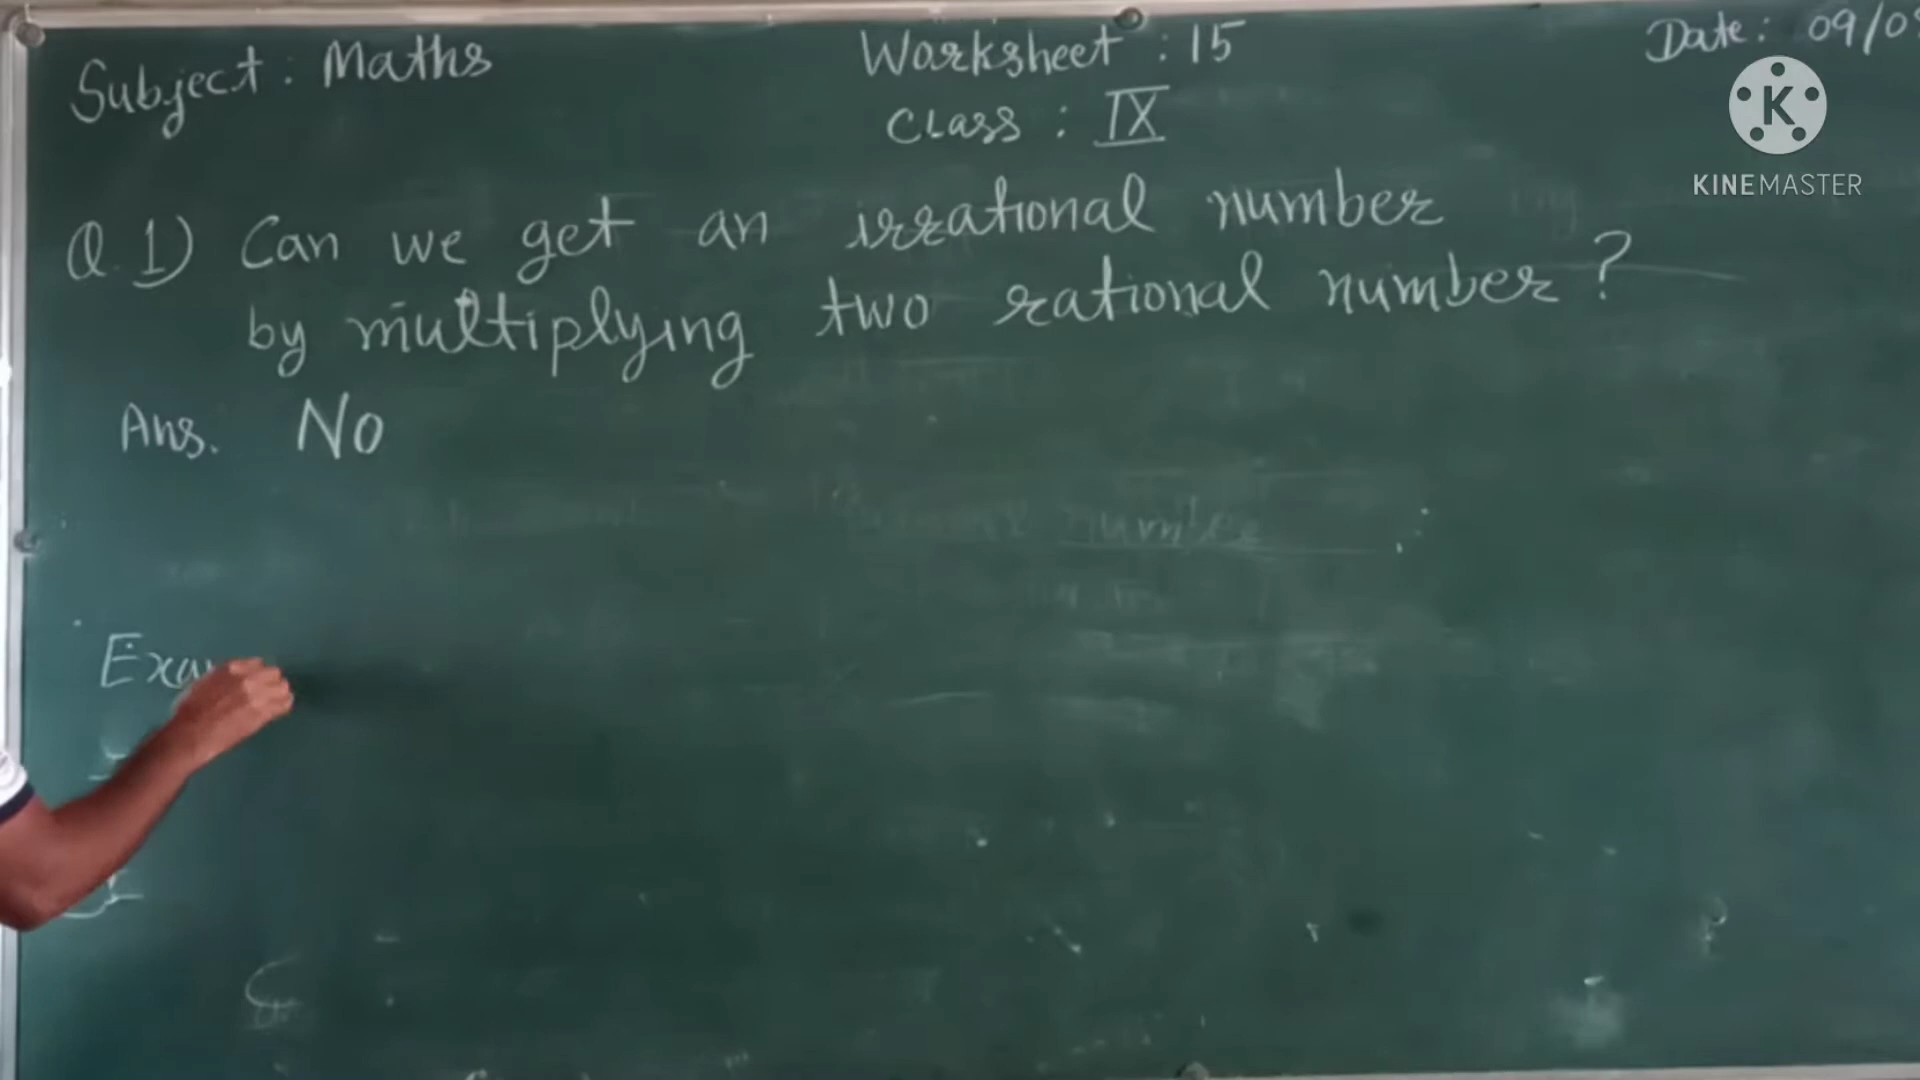 Subject : Maths
Worksheet : 15
Class : IX
Date : 09/0
KINEMASTER
Q.1) Can we get an irrational number
by multiplying two rational number ?
Ans. No
Exa